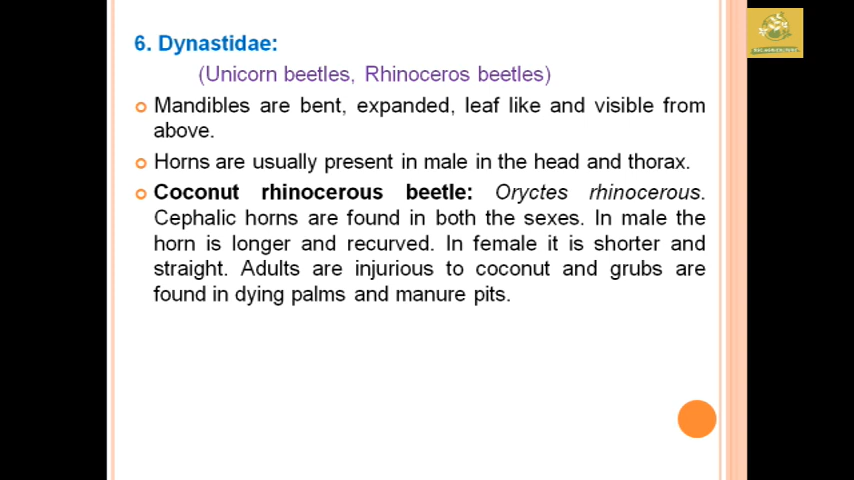 6. Dynastidae:
(Unicorn beetles, Rhinoceros beetles)
Mandibles are bent, expanded, leaf like and visible from
above.
Horns are usually present in male in the head and thorax.
Coconut rhinocerous beetle: Oryctes rhinocerous.
Cephalic horns are found in both the sexes. In male the
horn is longer and recurved. In female it is shorter and
straight. Adults are injurious to coconut and grubs are
found in dying palms and manure pits.